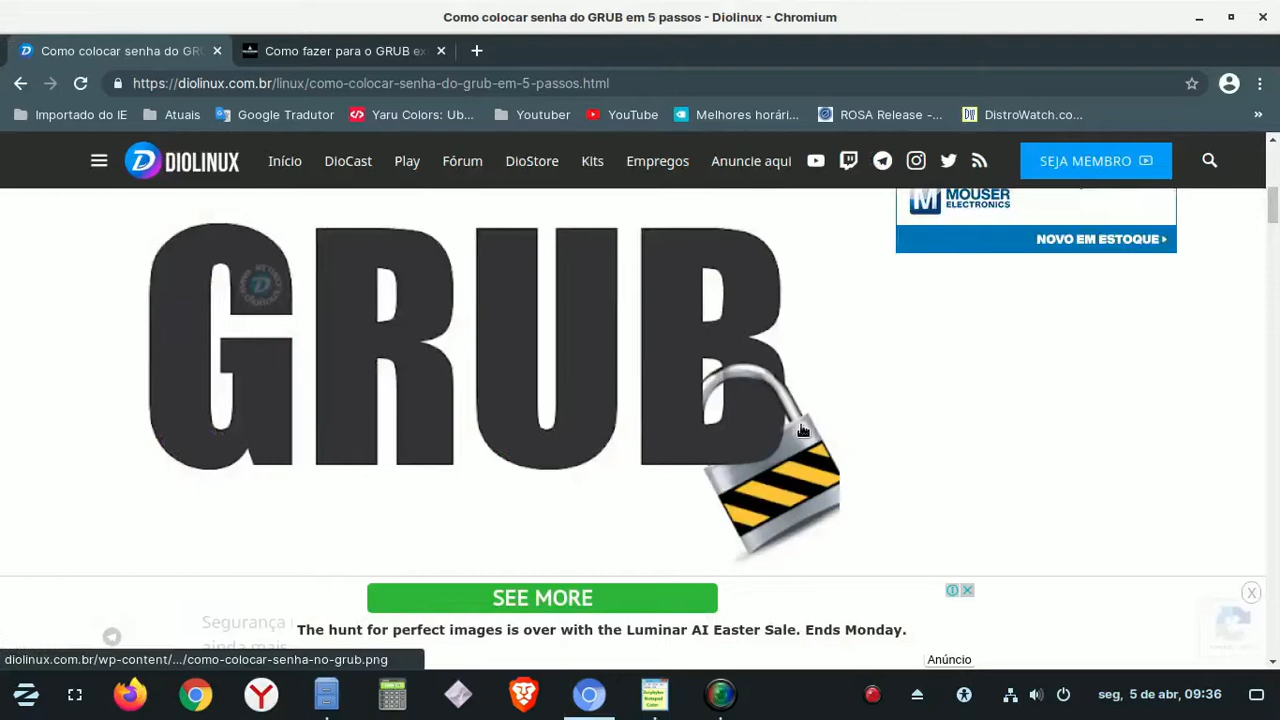 Como colocar senha do GRUB em 5 passos - Diolinux - Chromium
Como colocar senha do GRU
Como fazer para o GRUB ex
https://diolinux.com.br/linux/como-colocar-senha-do-grub-em-5-passos.html
Importado do IE
Atuais
Google Tradutor
Yaru Colors: Ub...
Youtuber
YouTube
Melhores horári...
ROSA Release -...
DistroWatch.co...
»
DIOLINUX
Início
DioCast
Play
Fórum
DioStore
Kits
Empregos
Anuncie aqui
SEJA MEMBRO
M MOUSER
ELECTRONICS
NOVO EM ESTOQUE
GRUB
SEE MORE
Segurança
ainda mais
The hunt for perfect images is over with the Luminar AI Easter Sale. Ends Monday.
diolinux.com.br/wp-content/.../como-colocar-senha-no-grub.png
Anúncio
seg, 5 de abr, 09:36